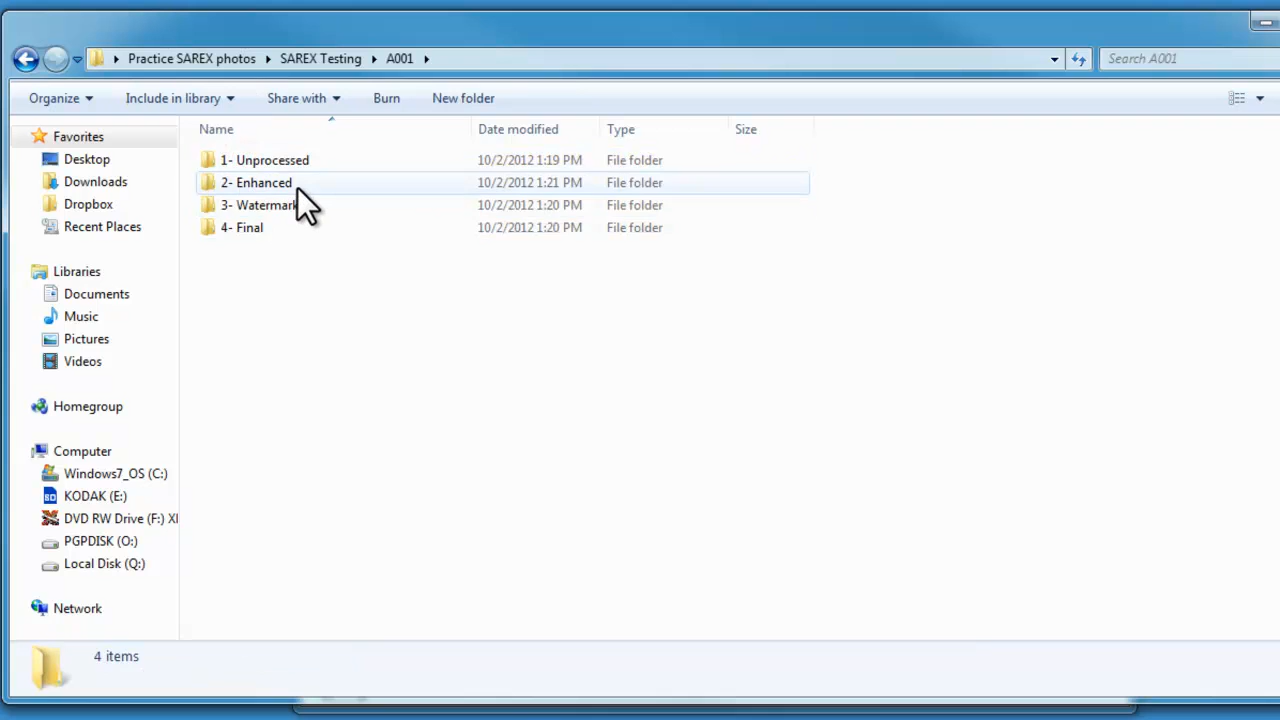 Practice SAREX photos SAREX Testing A001 Search A001
Organize Include in library Share with Burn New folder
Name Date modified Type Size
1- Unprocessed 10/2/2012 1:19 PM File folder
2- Enhanced 10/2/2012 1:21 PM File folder
3- Watermark 10/2/2012 1:20 PM File folder
4- Final 10/2/2012 1:20 PM File folder
Favorites
Desktop
Downloads
Dropbox
Recent Places
Libraries
Documents
Music
Pictures
Videos
Homegroup
Computer
Windows7_OS (C:)
KODAK (E:)
DVD RW Drive (F:) XI
PGPDISK (O:)
Local Disk (Q:)
Network
4 items